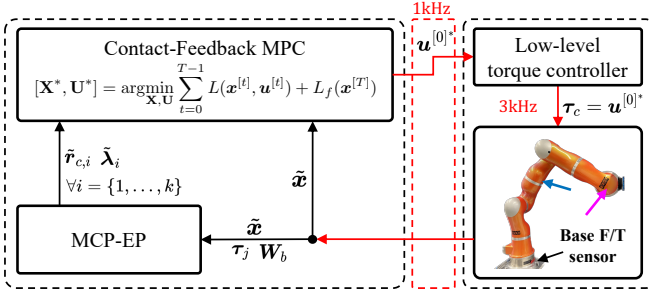 1kHz
Contact-Feedback MPC
[X*, U*] = argmin_{X,U} \sum_{t=0}^{T-1} L(x^{[t]}, u^{[t]}) + L_f(x^{[T]})
u^{[0]*}
Low-level
torque controller
3kHz
τ_c = u^{[0]*}
r̃_{c,i} λ̃_i
∀i = {1, . . . , k}
x̃
MCP-EP
x̃
τ_j W_b
Base F/T
sensor